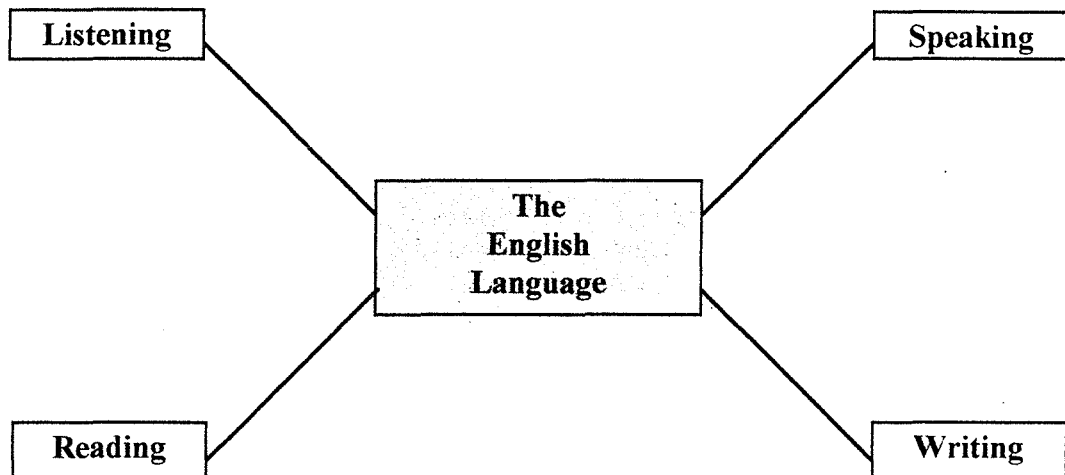 Listening
Speaking
The
English
Language
Reading
Writing